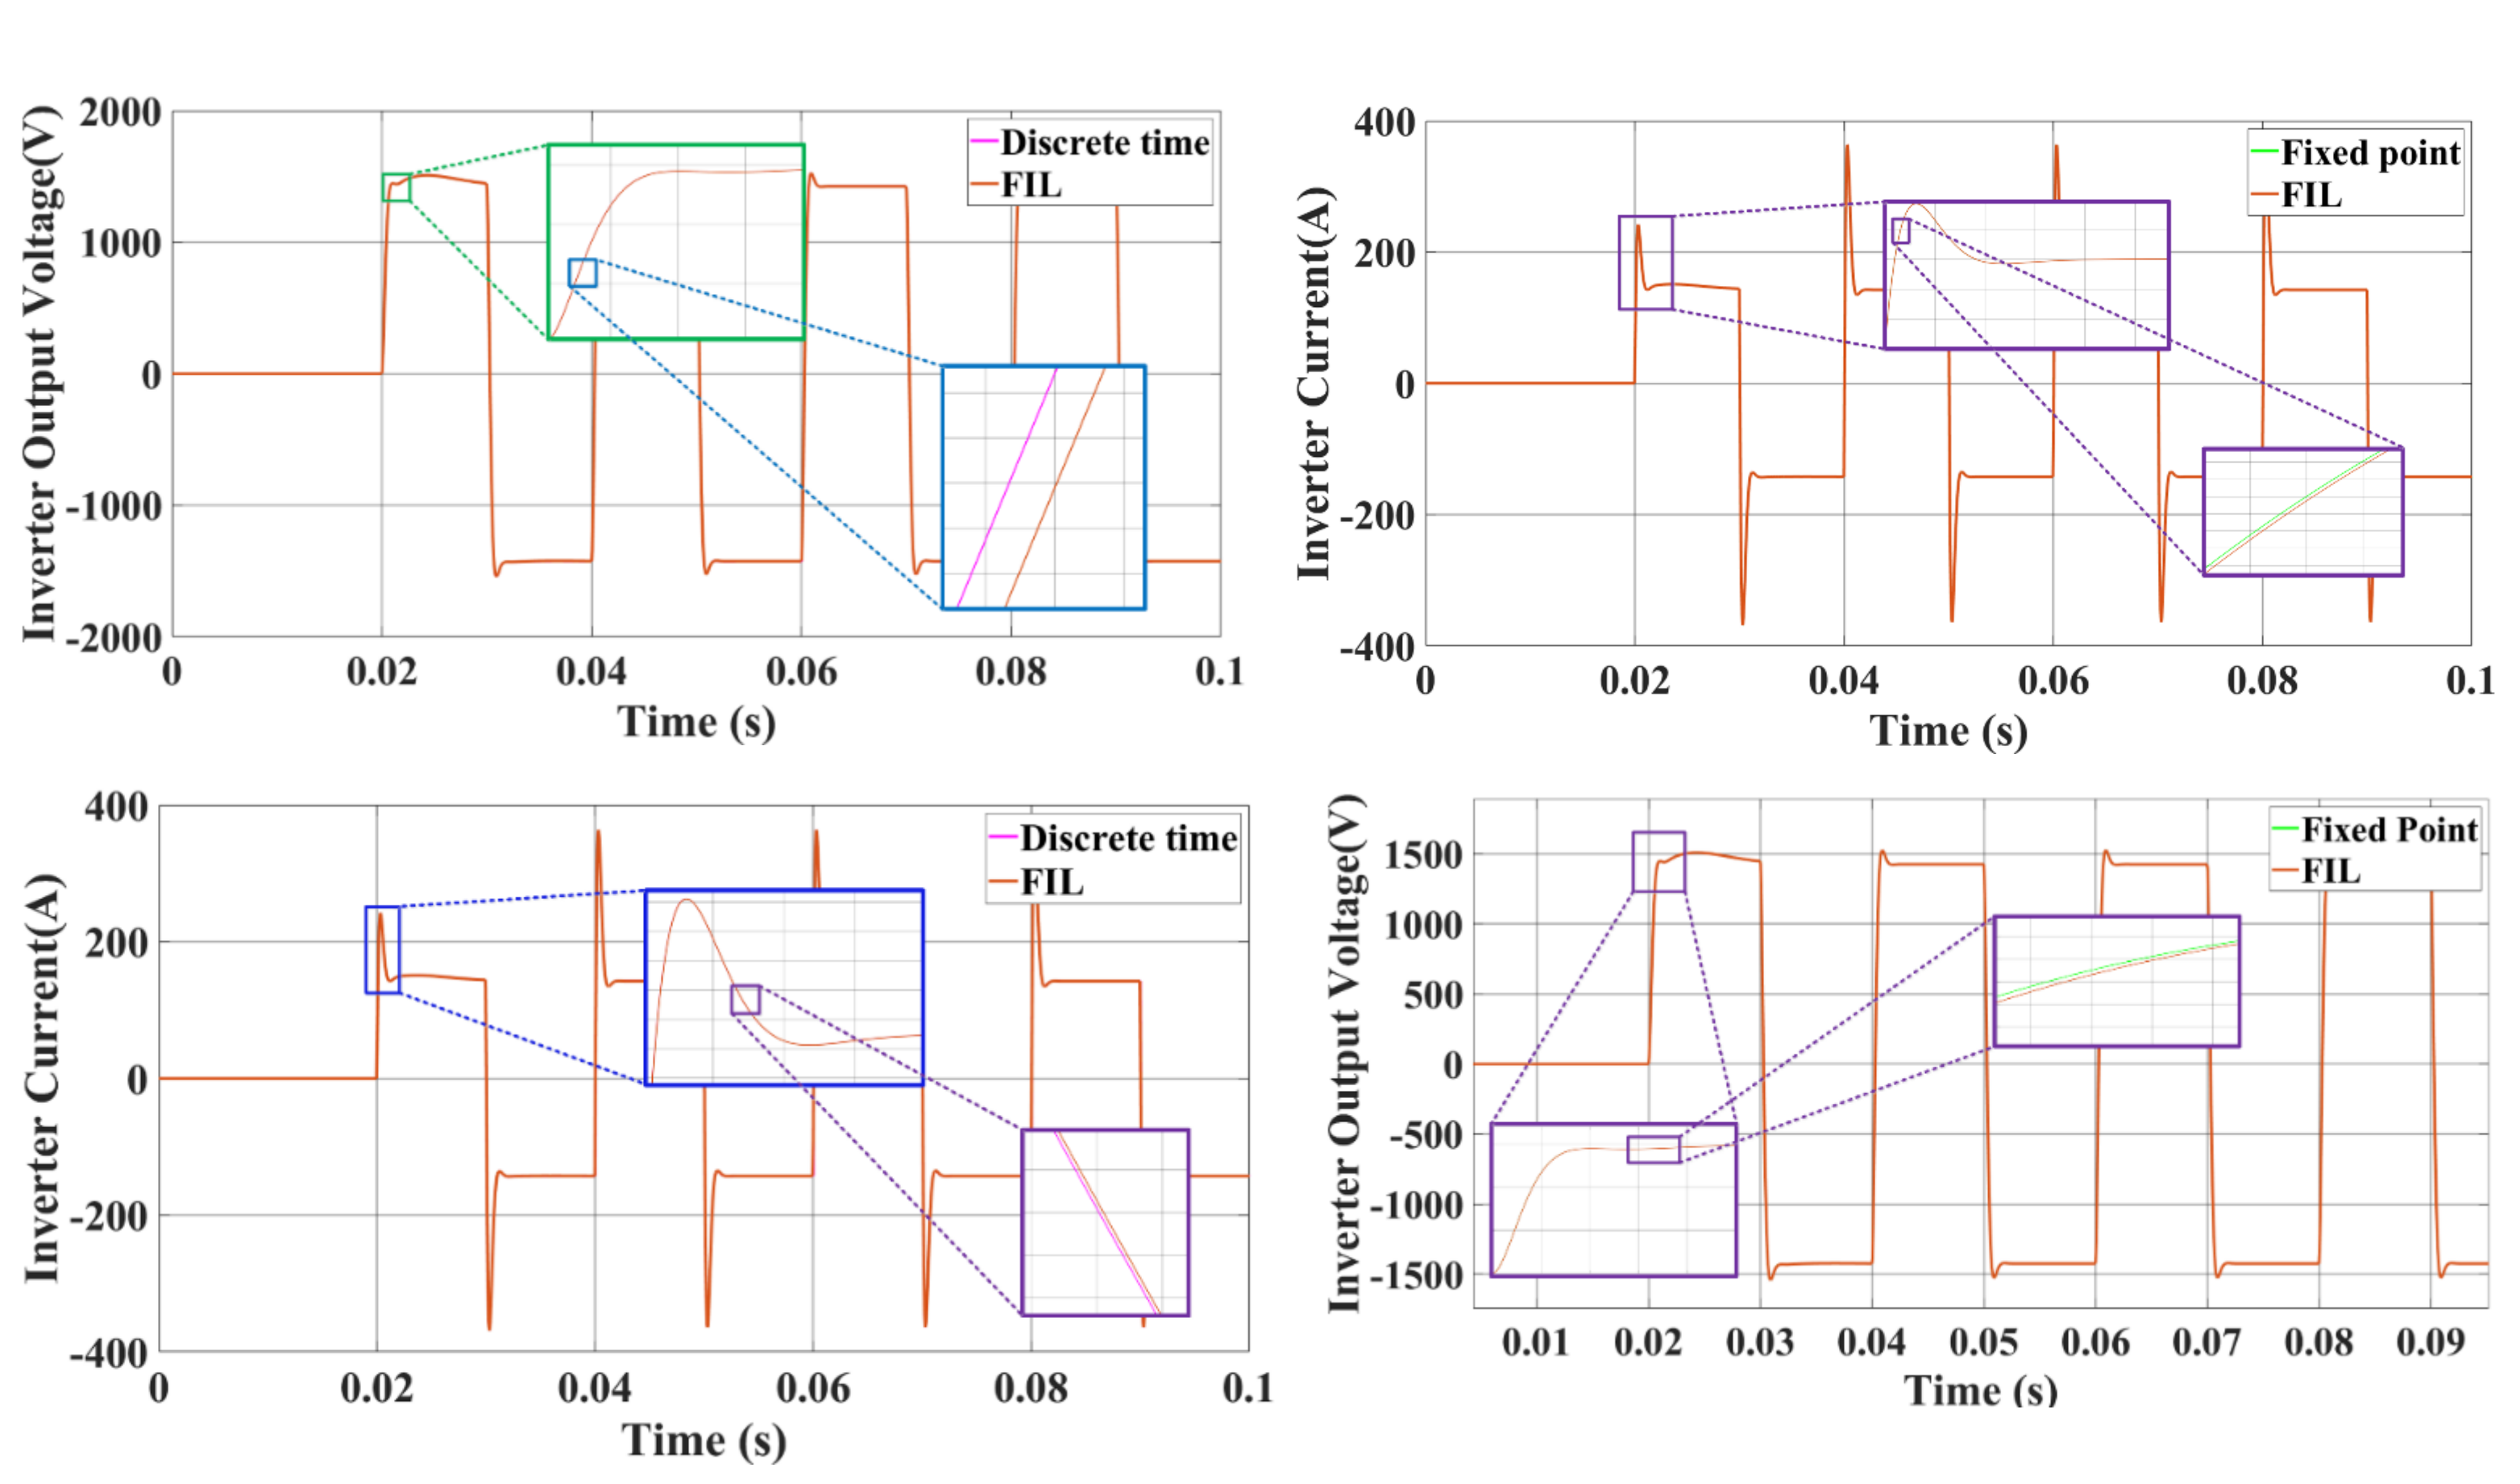 Inverter Output Voltage(V)
2000
1000
0
-1000
-2000
Discrete time
FIL
0 0.02 0.04 0.06 0.08 0.1
Time (s)
Inverter Current(A)
400
200
0
-200
-400
Fixed point
FIL
0 0.02 0.04 0.06 0.08 0.1
Time (s)
Inverter Current(A)
400
200
0
-200
-400
Discrete time
FIL
0 0.02 0.04 0.06 0.08 0.1
Time (s)
Inverter Output Voltage(V)
1500
1000
500
0
-500
-1000
-1500
Fixed Point
FIL
0.01 0.02 0.03 0.04 0.05 0.06 0.07 0.08 0.09
Time (s)